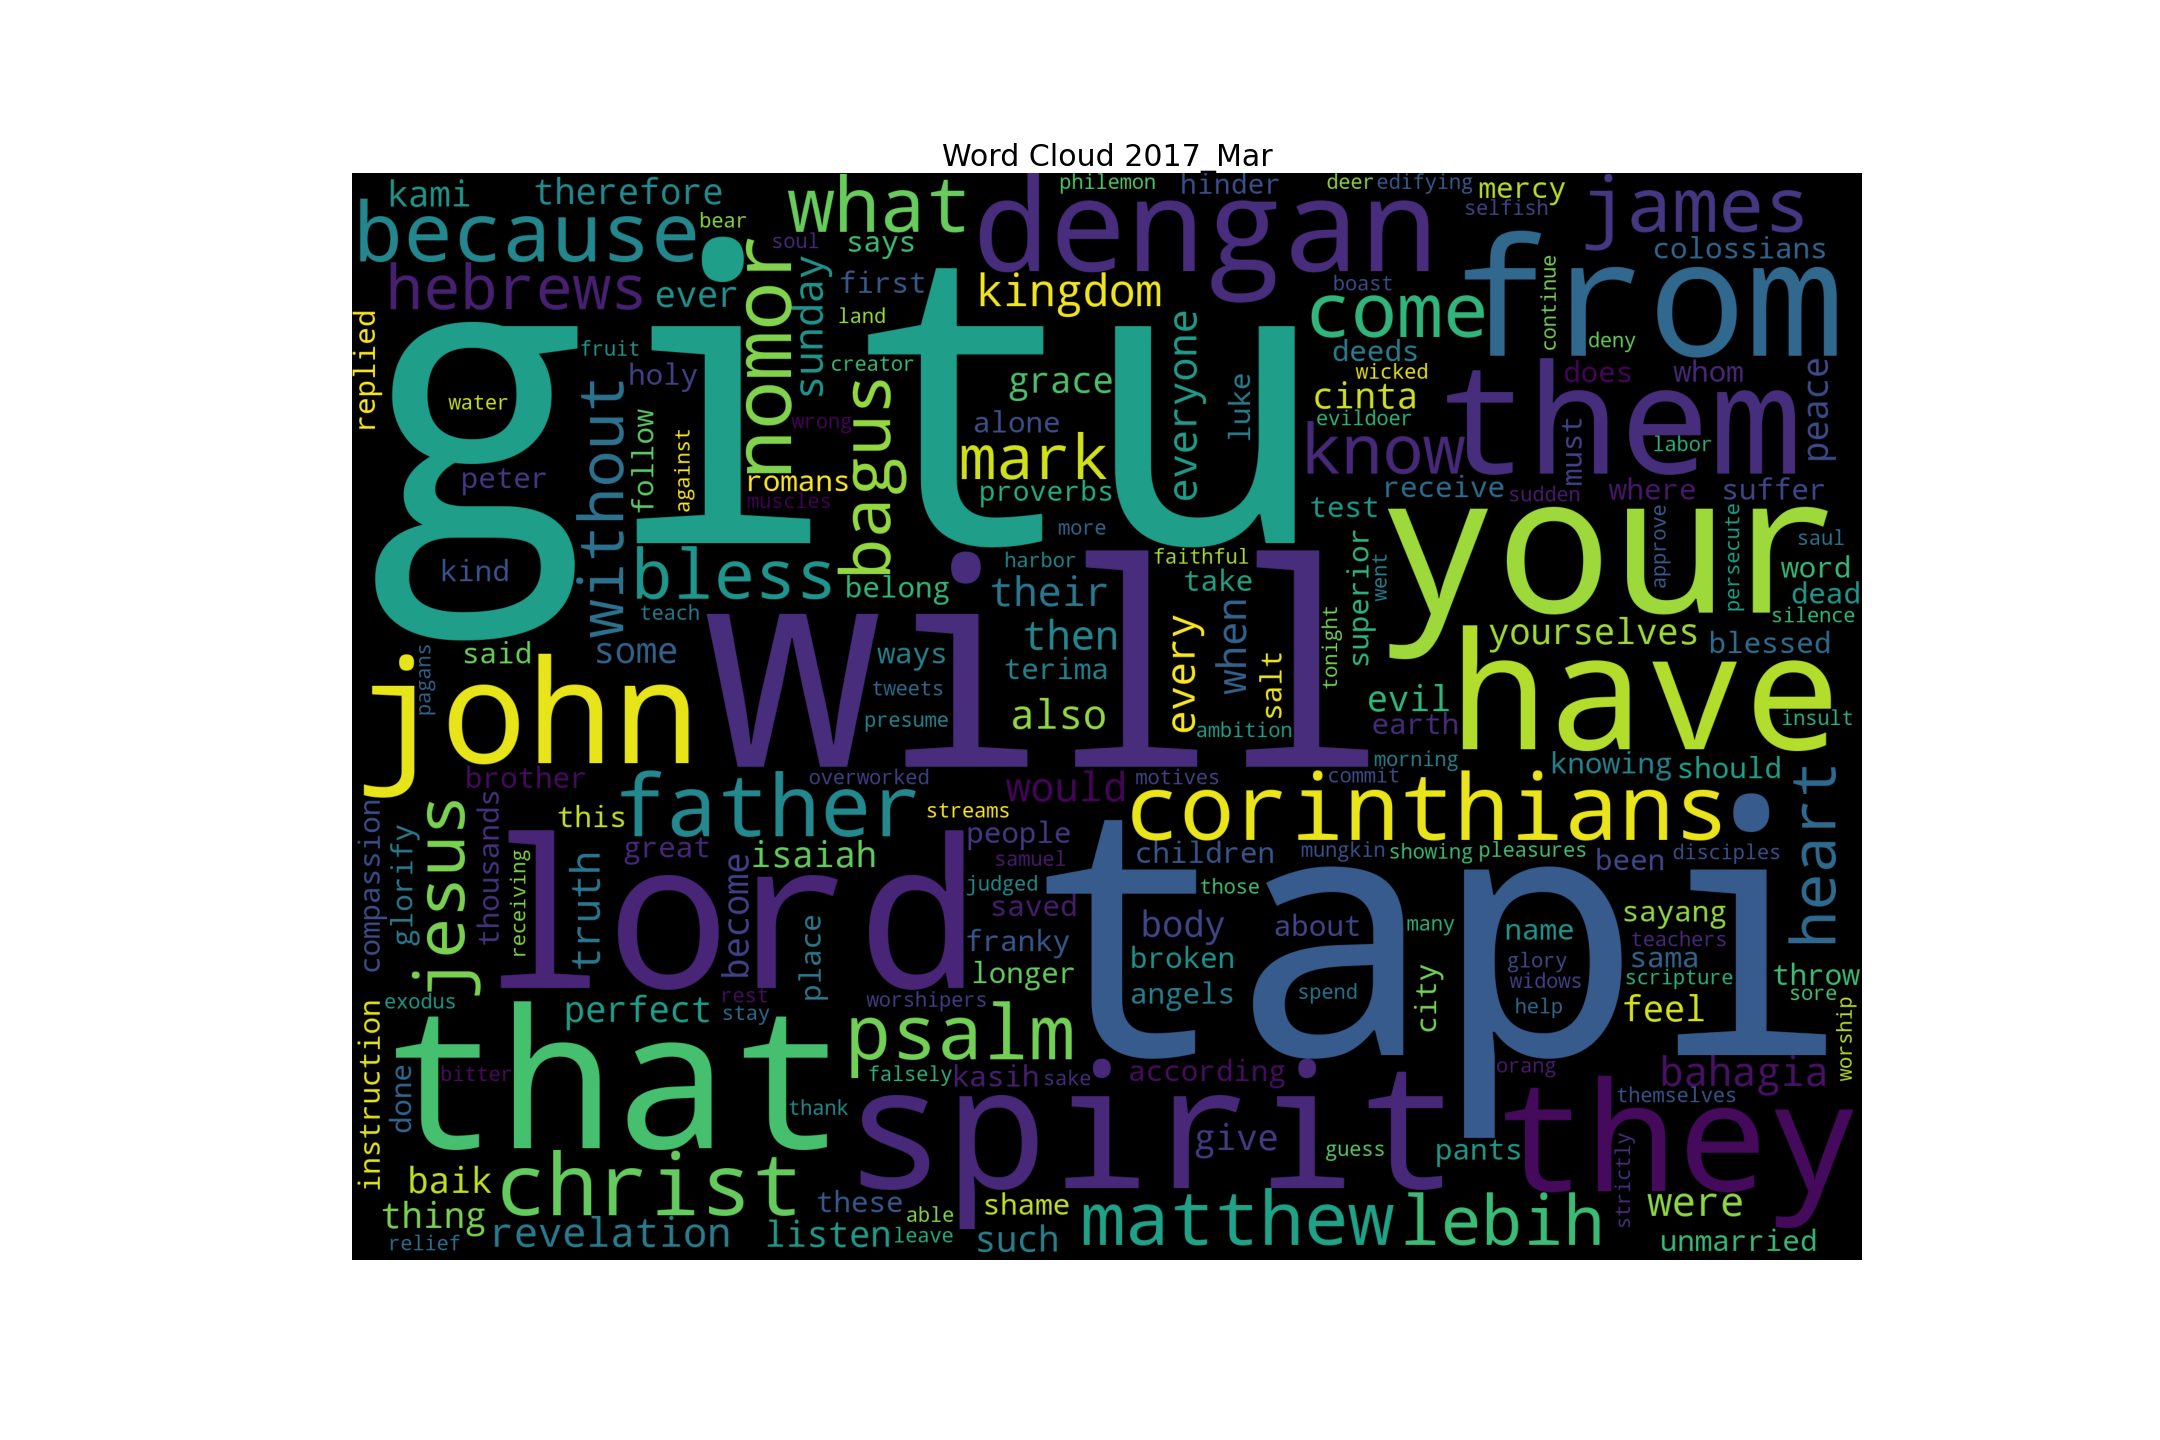 Word Cloud 2017_Mar
kami
therefore
what
philemon
hinder
deer
edifying
mercy
james
because
bear
soul
says
dengan
selfish
colossians
hebrews
ever
nomor
sunday
first
kingdom
boast
come
continue
from
replied
fruit
land
gitu
everyone
deny
deeds
holy
creator
grace
luke
wicked
does
whom
peace
water
without
wrong
bagus
alone
cinta
evildoer
them
follow
against
mark
know
must
labor
peter
romans
muscles
proverbs
receive
sudden
where
suffer
test
more
your
approve
persecute
saul
kind
bless
belong
harbor
faithful
take
superior
went
word
dead
teach
their
silence
said
some
ways
then
every
when
salt
tonight
yourselves
blessed
pagans
terima
john
tweets
will
evil
have
presume
also
ambition
earth
insult
brother
overworked
would
motives
commit
morning
knowing
should
heart
compassion
glorify
jesus
thousands
this
father
streams
corinthians
receiving
truth
great
become
isaiah
people
samuel
children
mungkin
showing
pleasures
been
disciples
judged
those
lord
place
saved
tapi
franky
body
about
many
name
sayang
teachers
longer
broken
glory
sama
widows
scripture
throw
exodus
rest
worshipers
angels
spend
city
help
feel
sore
worship
instruction
perfect
stay
psalm
that
bitter
falsely
kasih
sake
according
orang
bahagia
done
thank
spirit
themselves
they
give
guess
pants
strictly
baik
christ
these
able
shame
were
thing
relief
revelation
listen
leave
such
matthew
lebih
unmarried